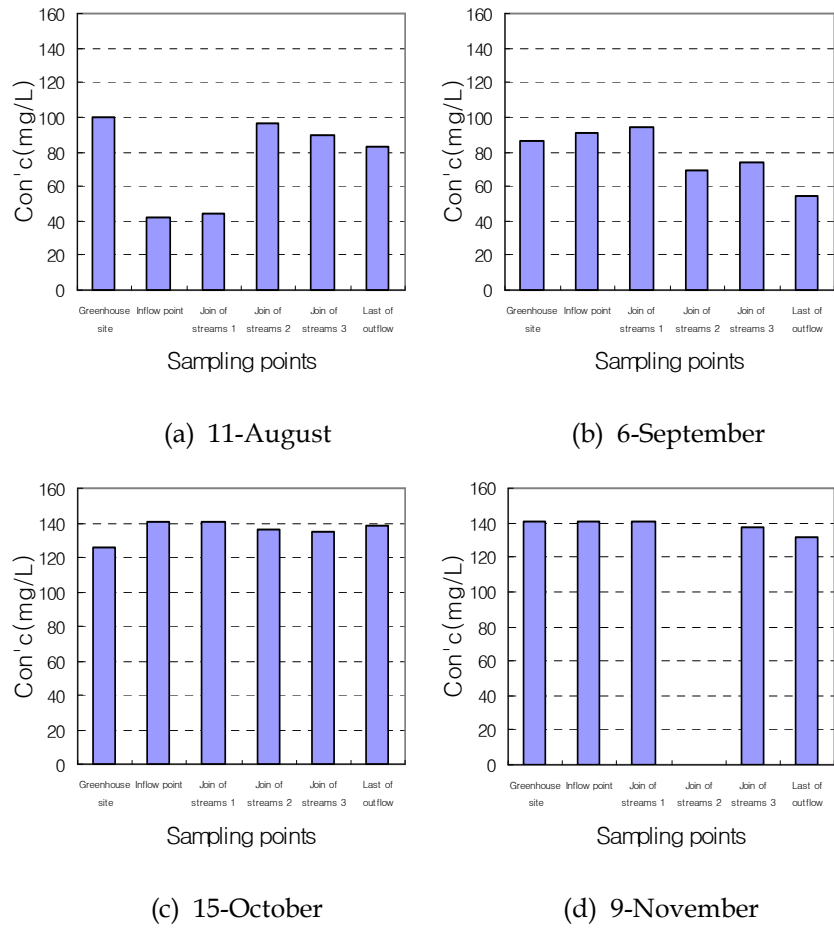 160
140
120
100
80
60
40
20
0
Con'c(mg/L)
Greenhouse site
Inflow point
Join of streams 1
Join of streams 2
Join of streams 3
Last of outflow
Sampling points
(a) 11-August
160
140
120
100
80
60
40
20
0
Con'c(mg/L)
Greenhouse site
Inflow point
Join of streams 1
Join of streams 2
Join of streams 3
Last of outflow
Sampling points
(b) 6-September
160
140
120
100
80
60
40
20
0
Con'c(mg/L)
Greenhouse site
Inflow point
Join of streams 1
Join of streams 2
Join of streams 3
Last of outflow
Sampling points
(c) 15-October
160
140
120
100
80
60
40
20
0
Con'c(mg/L)
Greenhouse site
Inflow point
Join of streams 1
Join of streams 2
Join of streams 3
Last of outflow
Sampling points
(d) 9-November